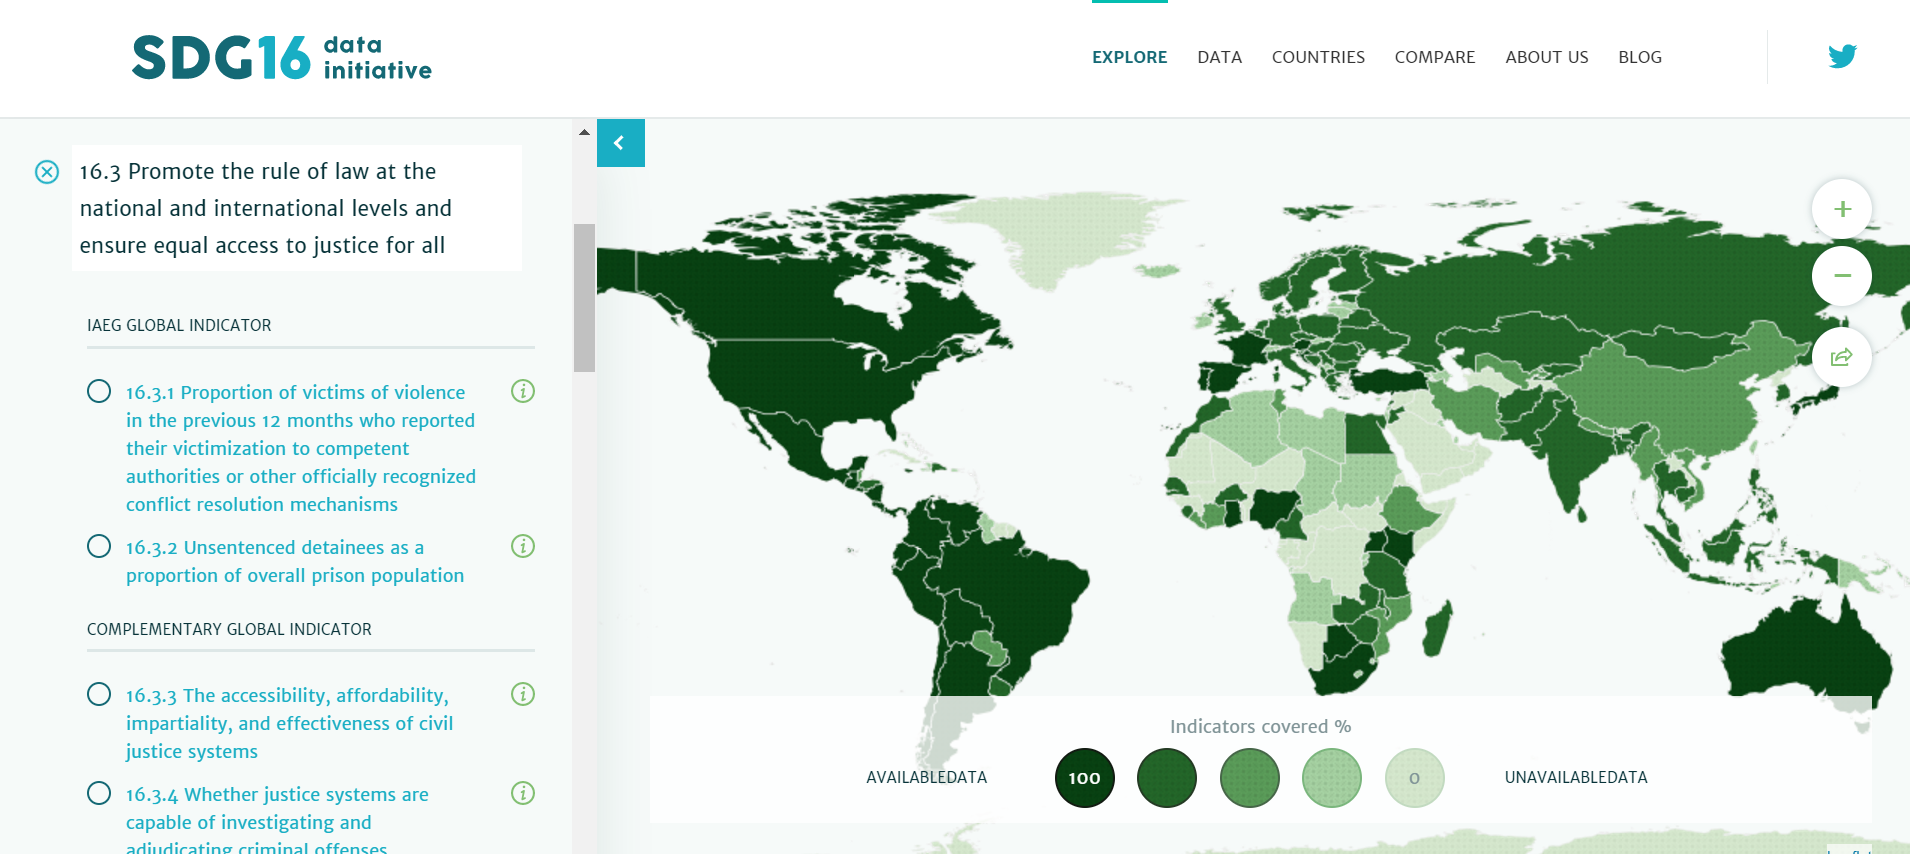 SDG16 data initiative
EXPLORE DATA COUNTRIES COMPARE ABOUT US BLOG
16.3 Promote the rule of law at the
national and international levels and
ensure equal access to justice for all
IAEG GLOBAL INDICATOR
16.3.1 Proportion of victims of violence
in the previous 12 months who reported
their victimization to competent
authorities or other officially recognized
conflict resolution mechanisms
16.3.2 Unsentenced detainees as a
proportion of overall prison population
COMPLEMENTARY GLOBAL INDICATOR
16.3.3 The accessibility, affordability,
impartiality, and effectiveness of civil
justice systems
16.3.4 Whether justice systems are
capable of investigating and
adjudicating criminal offenses
Indicators covered %
AVAILABLEDATA 100 0 UNAVAILABLEDATA